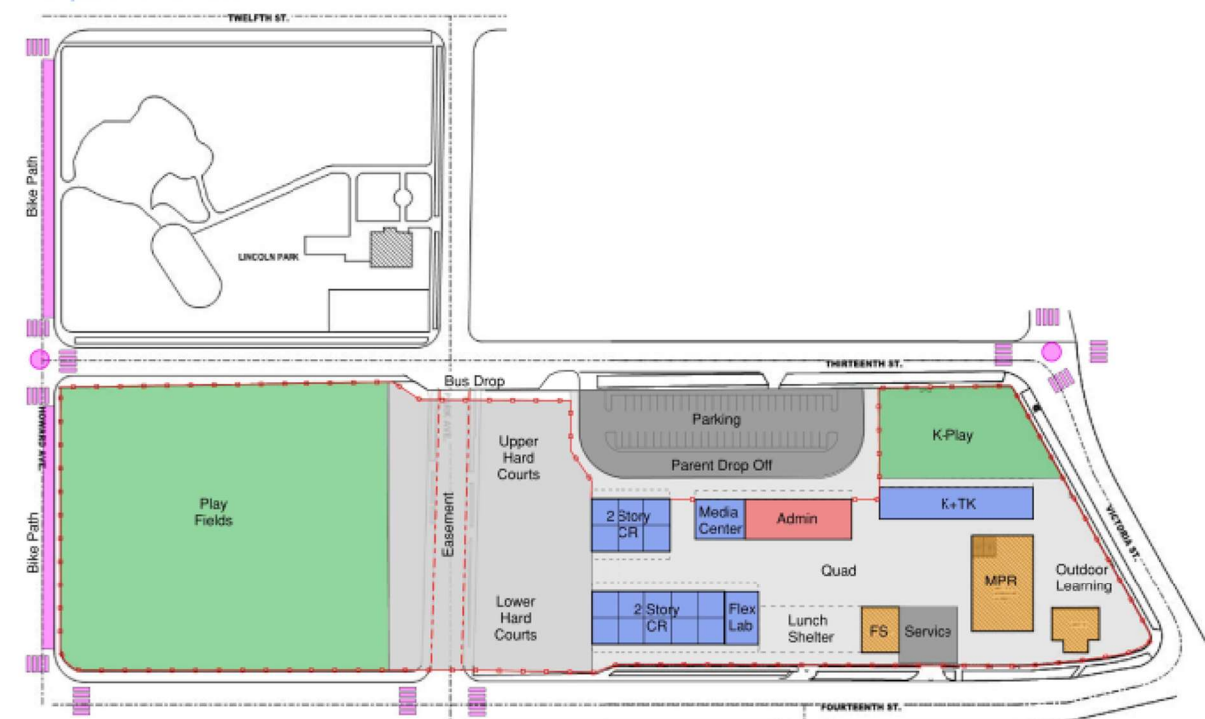 TWELFTH ST.
Bike Path
LINCOLN PARK
THIRTEENTH ST.
Bus Drop
HOWARD AVE.
PARK AVE.
Parking
K-Play
Upper
Hard
Courts
Parent Drop Off
Play
Fields
Easement
2 Story
CR
Media
Center
Admin
K+TK
VICTORIA ST.
Bike Path
Quad
MPR
Outdoor
Learning
Lower
Hard
Courts
2 Story
CR
Flex
Lab
Lunch
Shelter
FS
Service
FOURTEENTH ST.